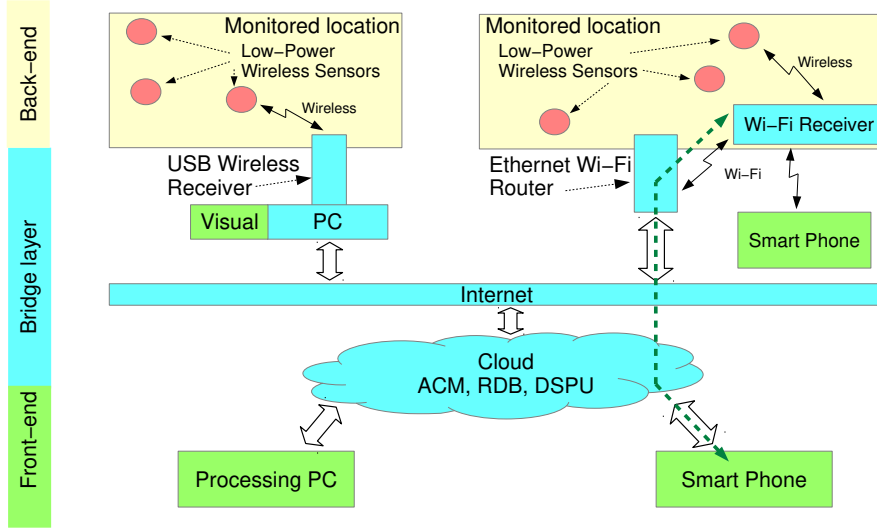 Back−end
Bridge layer
Front−end
Monitored location
Low−Power
Wireless Sensors
Wireless
USB Wireless
Receiver
Visual
PC
Monitored location
Low−Power
Wireless Sensors
Wireless
Wi−Fi Receiver
Ethernet Wi−Fi
Router
Wi−Fi
Smart Phone
Internet
Cloud
ACM, RDB, DSPU
Processing PC
Smart Phone